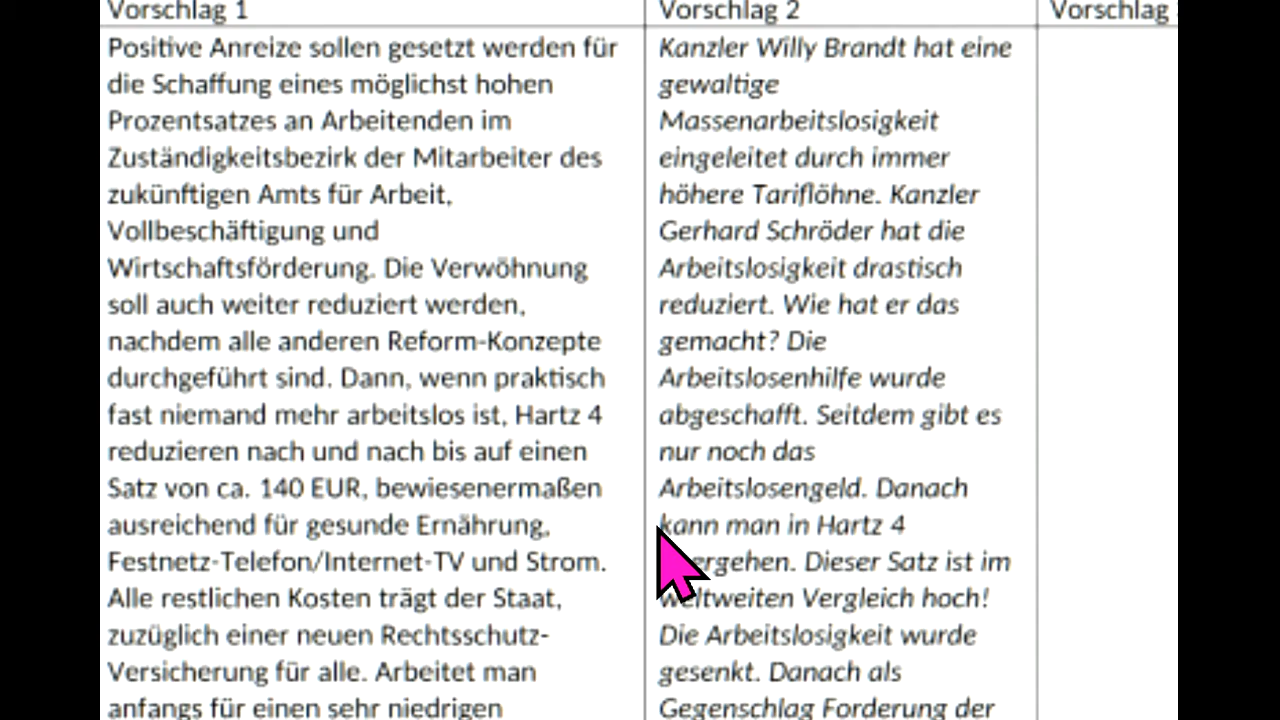 Vorschlag 1
Positive Anreize sollen gesetzt werden für
die Schaffung eines möglichst hohen
Prozentsatzes an Arbeitenden im
Zuständigkeitsbezirk der Mitarbeiter des
zukünftigen Amts für Arbeit,
Vollbeschäftigung und
Wirtschaftsförderung. Die Verwöhnung
soll auch weiter reduziert werden,
nachdem alle anderen Reform-Konzepte
durchgeführt sind. Dann, wenn praktisch
fast niemand mehr arbeitslos ist, Hartz 4
reduzieren nach und nach bis auf einen
Satz von ca. 140 EUR, bewiesenermaßen
ausreichend für gesunde Ernährung,
Festnetz-Telefon/Internet-TV und Strom.
Alle restlichen Kosten trägt der Staat,
zuzüglich einer neuen Rechtsschutz-
Versicherung für alle. Arbeitet man
anfangs für einen sehr niedrigen
Vorschlag 2
Kanzler Willy Brandt hat eine
gewaltige
Massenarbeitslosigkeit
eingeleitet durch immer
höhere Tariflöhne. Kanzler
Gerhard Schröder hat die
Arbeitslosigkeit drastisch
reduziert. Wie hat er das
gemacht? Die
Arbeitslosenhilfe wurde
abgeschafft. Seitdem gibt es
nur noch das
Arbeitslosengeld. Danach
kann man in Hartz 4
. Dieser Satz ist im
weltweiten Vergleich hoch!
Die Arbeitslosigkeit wurde
gesenkt. Danach als
Gegenschlag Forderung der
Vorschlag